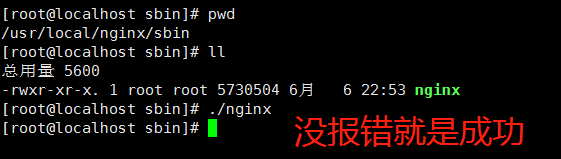 [root@localhost sbin]# pwd
/usr/local/nginx/sbin
[root@localhost sbin]# ll
总用量 5600
-rwxr-xr-x. 1 root root 5730504 6月   6 22:53 nginx
[root@localhost sbin]# ./nginx
[root@localhost sbin]#
没报错就是成功